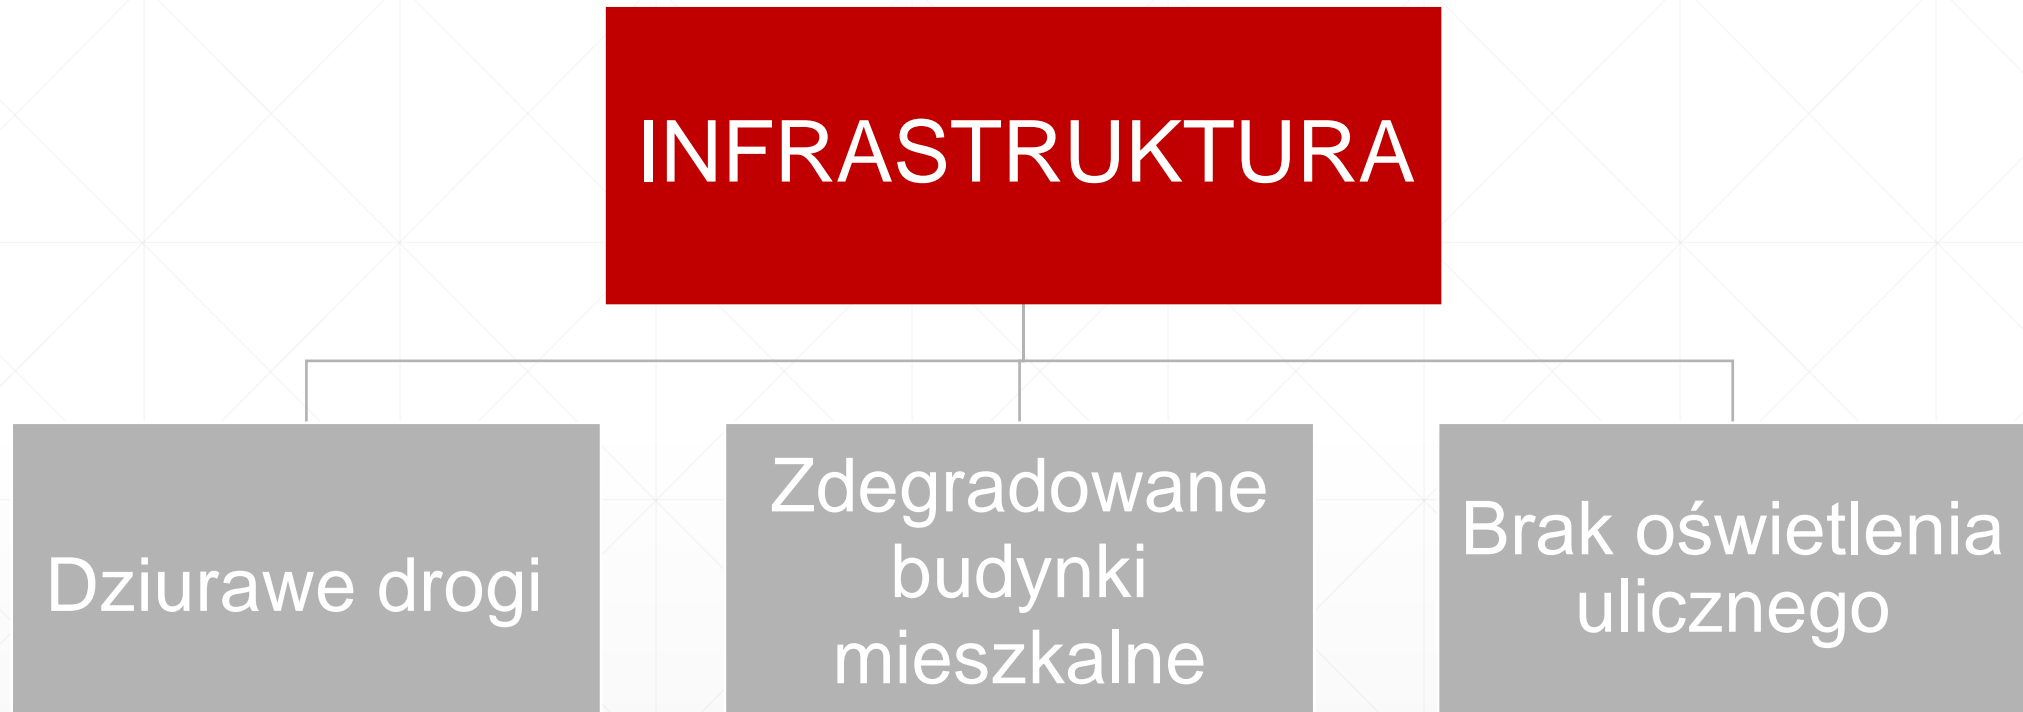 INFRASTRUKTURA
Dziurawe drogi
Zdegradowane
budynki
mieszkalne
Brak oświetlenia
ulicznego